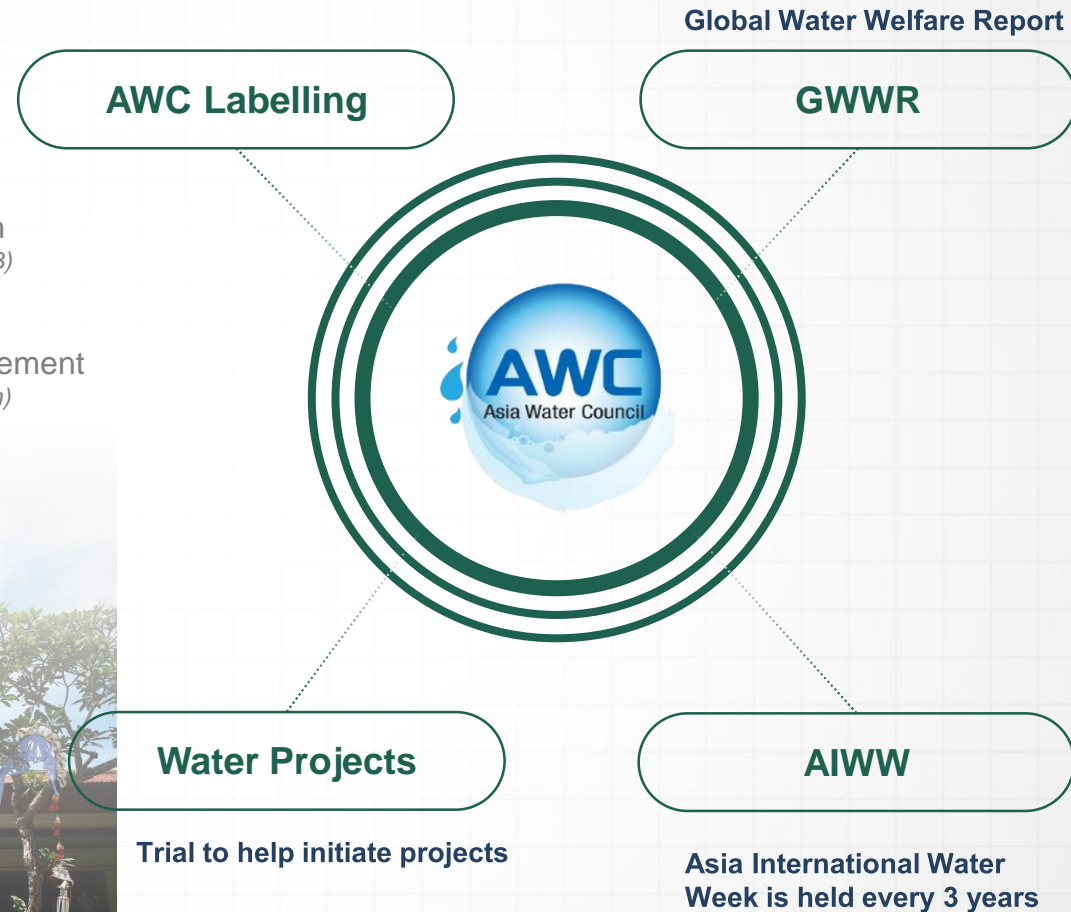 Global Water Welfare Report
AWC Labelling
GWWR
AWC
Asia Water Council
Water Projects
AIWW
Trial to help initiate projects
Asia International Water
Week is held every 3 years